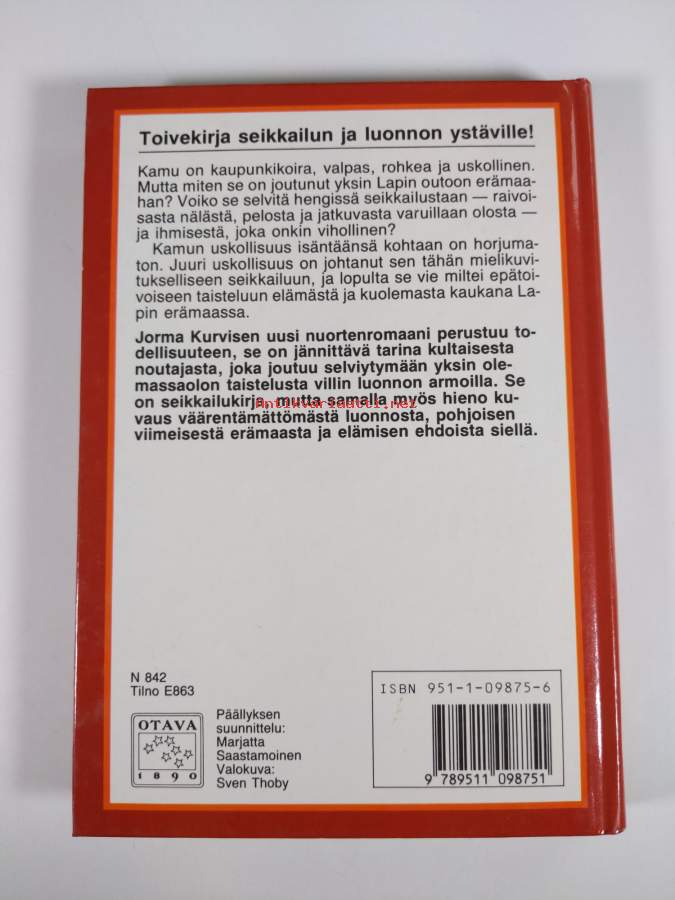 Toivekirja seikkailun ja luonnon ystäville!
Kamu on kaupunkikoira, valpas, rohkea ja uskollinen.
Mutta miten se on joutunut yksin Lapin outoon erämaa-
han? Voiko se selvitä hengissä seikkailustaan — raivoi-
sasta nälästä, pelosta ja jatkuvasta varuillaan olosta —
ja ihmisestä, joka onkin vihollinen?
Kamun uskollisuus isäntäänsä kohtaan on horjuma-
ton. Juuri uskollisuus on johtanut sen tähän mielikuvi-
tukselliseen seikkailuun, ja lopulta se vie miltei epätoi-
voiseen taisteluun elämästä ja kuolemasta kaukana La-
pin erämaassa.
Jorma Kurvisen uusi nuortenromaani perustuu to-
dellisuuteen, se on jännittävä tarina kultaisesta
noutajasta, joka joutuu selviytymään yksin ole-
massaolon taistelusta villin luonnon armoilla. Se
on seikkailukirja, mutta samalla myös hieno ku-
antikvariaatti.net
vaus väärentämättömästä luonnosta, pohjoisen
viimeisestä erämaasta ja elämisen ehdoista siellä.
N 842
Tilno E863
OTAVA
1890
Päällyksen
suunnittelu:
Marjatta
Saastamoinen
Valokuva:
Sven Thoby
ISBN 951-1-09875-6
9 789511 098751